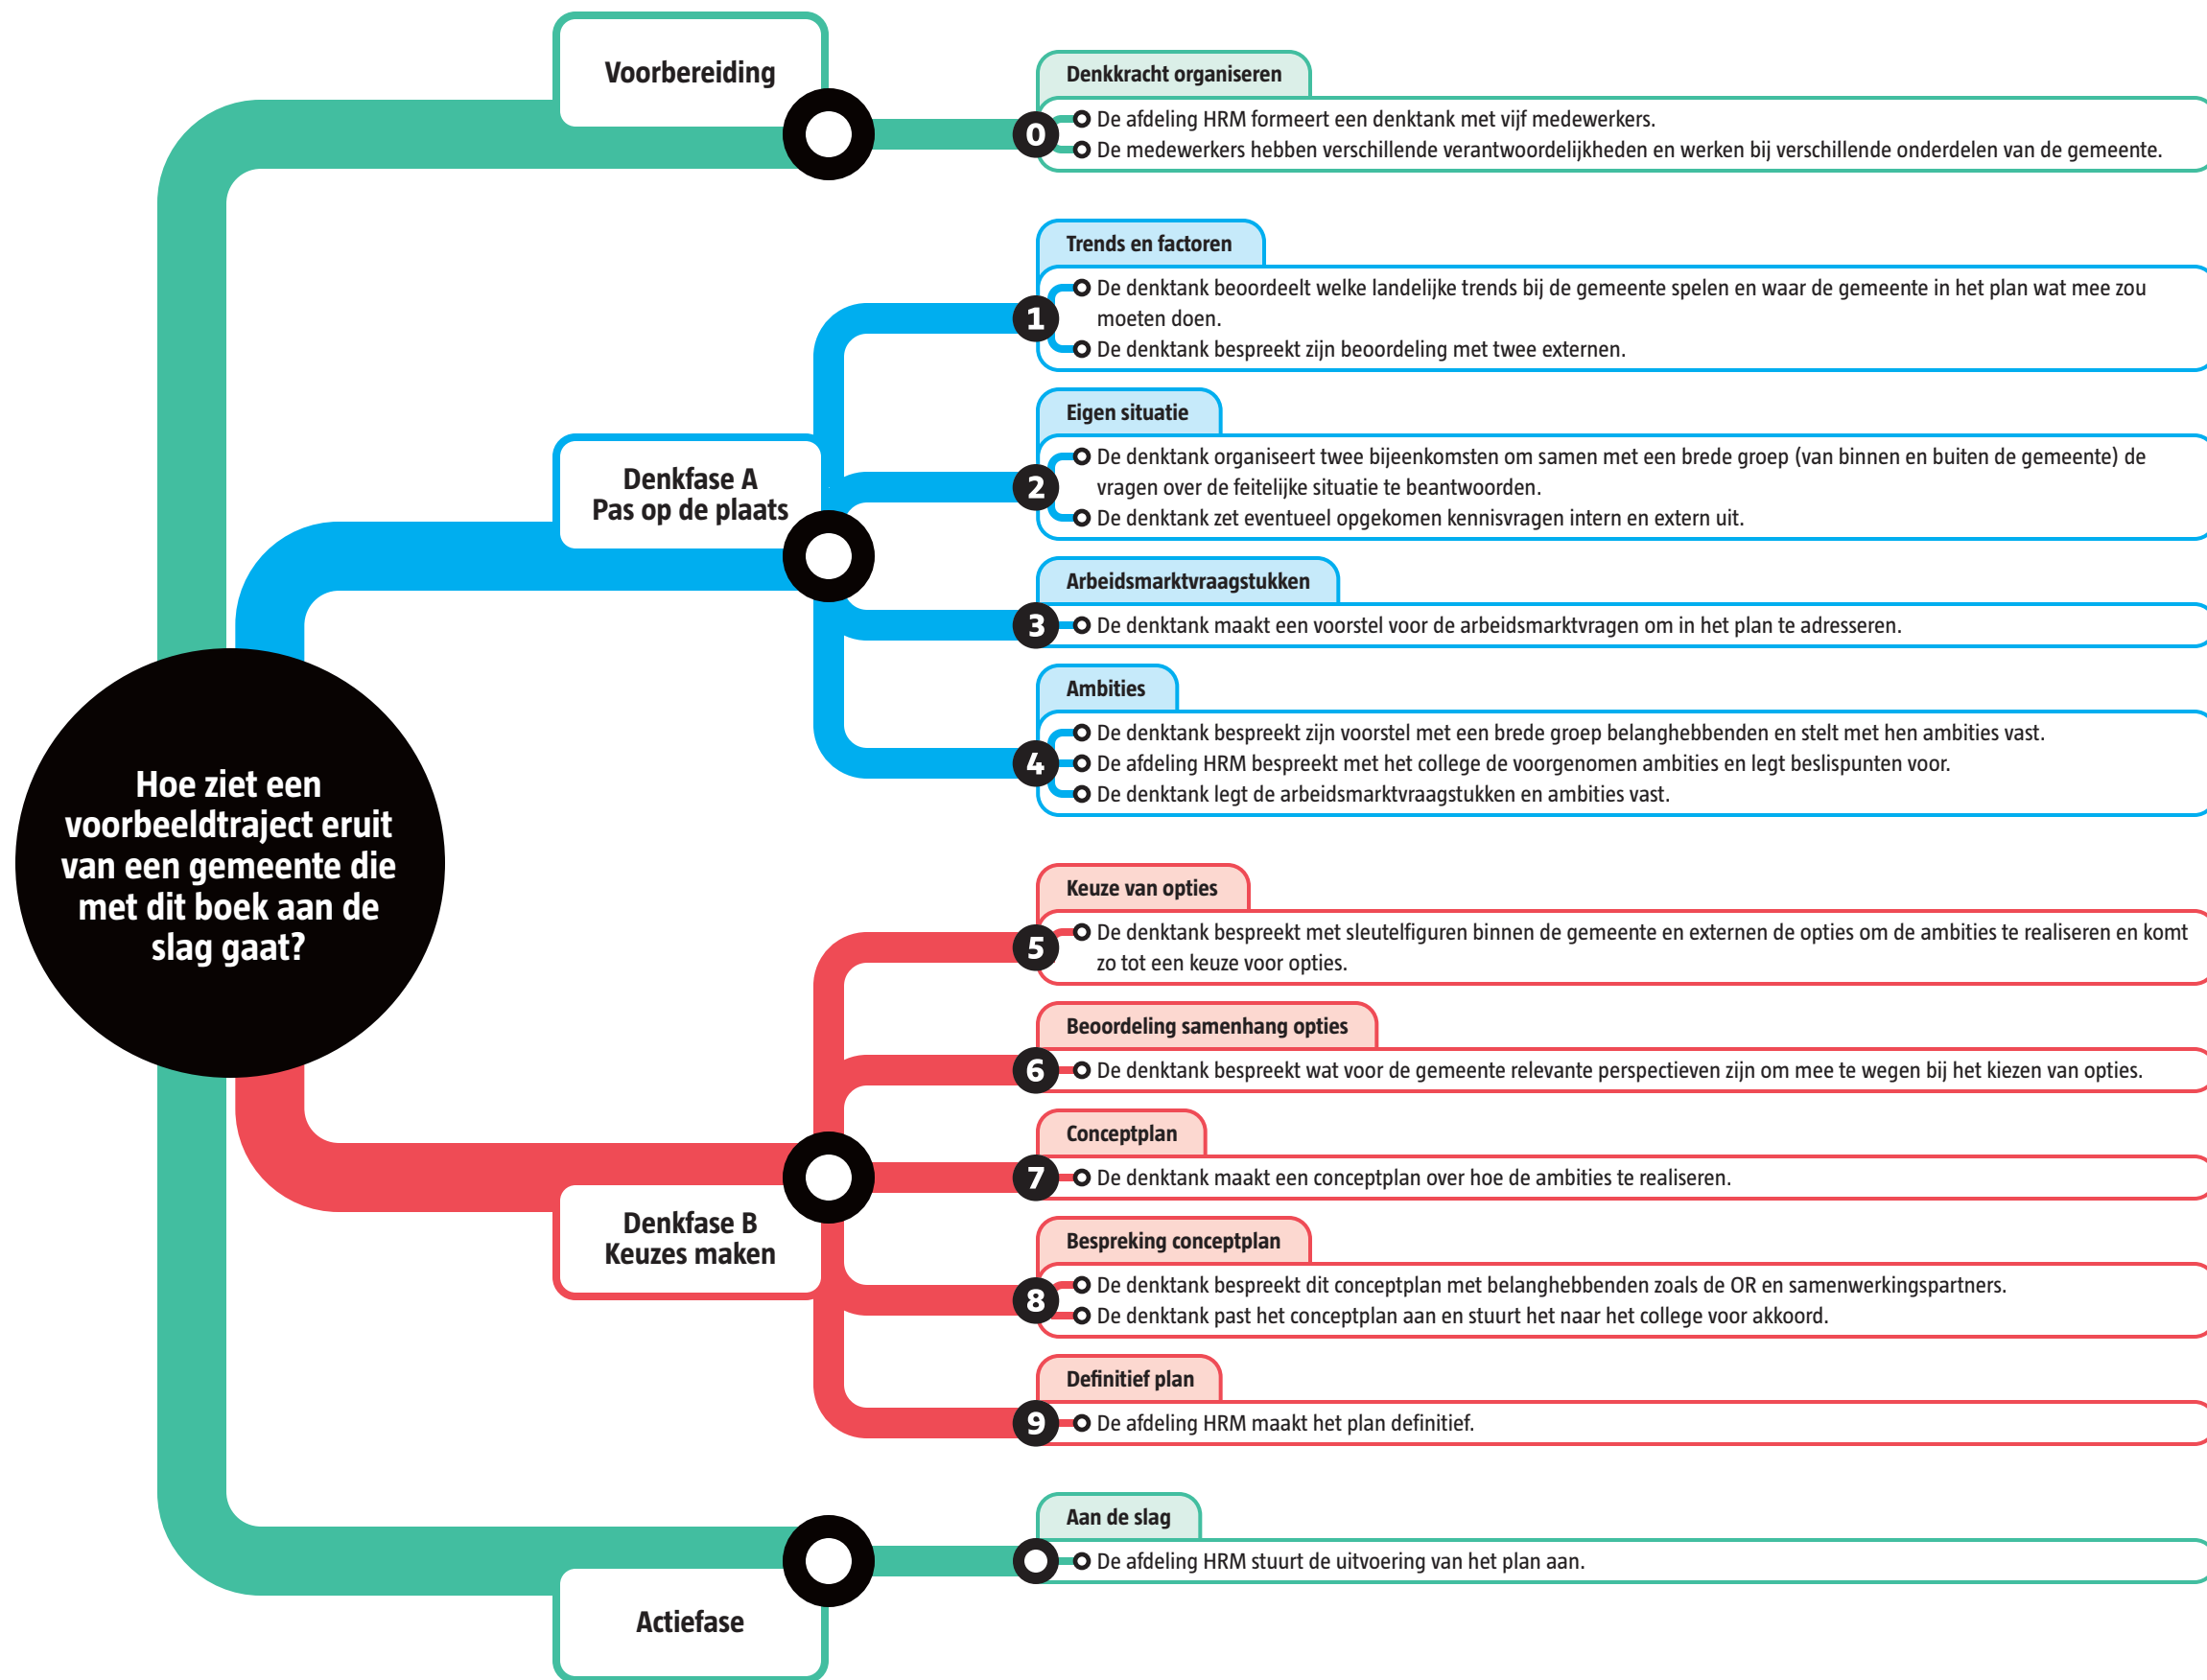 Voorbereiding
Denkkracht organiseren
0
De afdeling HRM formeert een denktank met vijf medewerkers.
De medewerkers hebben verschillende verantwoordelijkheden en werken bij verschillende onderdelen van de gemeente.
Denkfase A
Pas op de plaats
Trends en factoren
1
De denktank beoordeelt welke landelijke trends bij de gemeente spelen en waar de gemeente in het plan wat mee zou
moeten doen.
De denktank bespreekt zijn beoordeling met twee externen.
Eigen situatie
2
De denktank organiseert twee bijeenkomsten om samen met een brede groep (van binnen en buiten de gemeente) de
vragen over de feitelijke situatie te beantwoorden.
De denktank zet eventueel opgekomen kennisvragen intern en extern uit.
Arbeidsmarktvraagstukken
3
De denktank maakt een voorstel voor de arbeidsmarktvragen om in het plan te adresseren.
Ambities
4
De denktank bespreekt zijn voorstel met een brede groep belanghebbenden en stelt met hen ambities vast.
De afdeling HRM bespreekt met het college de voorgenomen ambities en legt beslispunten voor.
De denktank legt de arbeidsmarktvraagstukken en ambities vast.
Hoe ziet een
voorbeeldtraject eruit
van een gemeente die
met dit boek aan de
slag gaat?
Denkfase B
Keuzes maken
Keuze van opties
5
De denktank bespreekt met sleutelfiguren binnen de gemeente en externen de opties om de ambities te realiseren en komt
zo tot een keuze voor opties.
Beoordeling samenhang opties
6
De denktank bespreekt wat voor de gemeente relevante perspectieven zijn om mee te wegen bij het kiezen van opties.
Conceptplan
7
De denktank maakt een conceptplan over hoe de ambities te realiseren.
Bespreking conceptplan
8
De denktank bespreekt dit conceptplan met belanghebbenden zoals de OR en samenwerkingspartners.
De denktank past het conceptplan aan en stuurt het naar het college voor akkoord.
Definitief plan
9
De afdeling HRM maakt het plan definitief.
Actiefase
Aan de slag
De afdeling HRM stuurt de uitvoering van het plan aan.